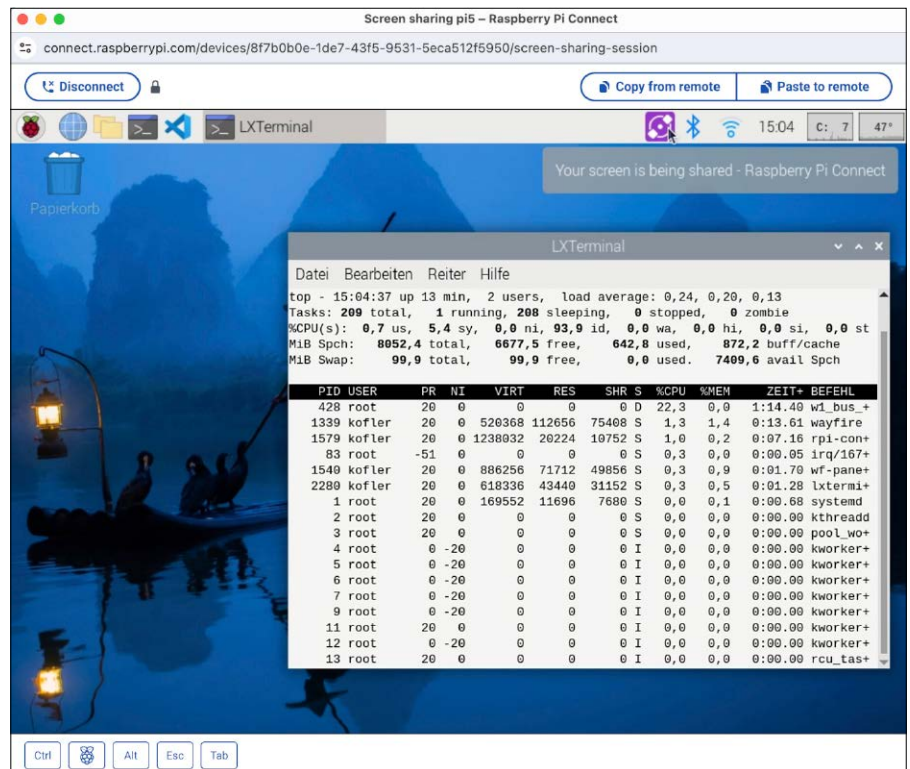 Screen sharing pi5 – Raspberry Pi Connect
connect.raspberrypi.com/devices/8f7b0b0e-1de7-43f5-9531-5eca512f5950/screen-sharing-session
Disconnect Copy from remote Paste to remote
LXTerminal 15:04 C: 7 47°
Your screen is being shared - Raspberry Pi Connect
Papierkorb
LXTerminal
Datei Bearbeiten Reiter Hilfe
top - 15:04:37 up 13 min, 2 users, load average: 0,24, 0,20, 0,13
Tasks: 209 total, 1 running, 208 sleeping, 0 stopped, 0 zombie
%CPU(s): 0,7 us, 5,4 sy, 0,0 ni, 93,9 id, 0,0 wa, 0,0 hi, 0,0 si, 0,0 st
MiB Spch: 8052,4 total, 6677,5 free, 642,8 used, 872,2 buff/cache
MiB Swap: 99,9 total, 99,9 free, 0,0 used. 7409,6 avail Spch
PID USER PR NI VIRT RES SHR S %CPU %MEM ZEIT+ BEFEHL
428 root 20 0 0 0 0 D 22,3 0,0 1:14.40 w1_bus_+
1339 kofler 20 0 520368 112656 75408 S 1,3 1,4 0:13.61 wayfire
1579 kofler 20 0 1238032 20224 10752 S 1,0 0,2 0:07.16 rpi-con+
83 root -51 0 0 0 0 S 0,3 0,0 0:00.05 irq/167+
1540 kofler 20 0 886256 71712 49856 S 0,3 0,9 0:01.70 wf-pane+
2280 kofler 20 0 618336 43440 31152 S 0,3 0,5 0:01.28 lxtermi+
1 root 20 0 169552 11696 7680 S 0,0 0,1 0:00.68 systemd
2 root 20 0 0 0 0 S 0,0 0,0 0:00.00 kthreadd
3 root 20 0 0 0 0 S 0,0 0,0 0:00.00 pool_wo+
4 root 0 -20 0 0 0 I 0,0 0,0 0:00.00 kworker+
5 root 0 -20 0 0 0 I 0,0 0,0 0:00.00 kworker+
6 root 0 -20 0 0 0 I 0,0 0,0 0:00.00 kworker+
7 root 0 -20 0 0 0 I 0,0 0,0 0:00.00 kworker+
9 root 0 -20 0 0 0 I 0,0 0,0 0:00.00 kworker+
11 root 20 0 0 0 0 I 0,0 0,0 0:00.00 kworker+
12 root 0 -20 0 0 0 I 0,0 0,0 0:00.00 kworker+
13 root 20 0 0 0 0 I 0,0 0,0 0:00.00 rcu_tas+
Ctrl Alt Esc Tab